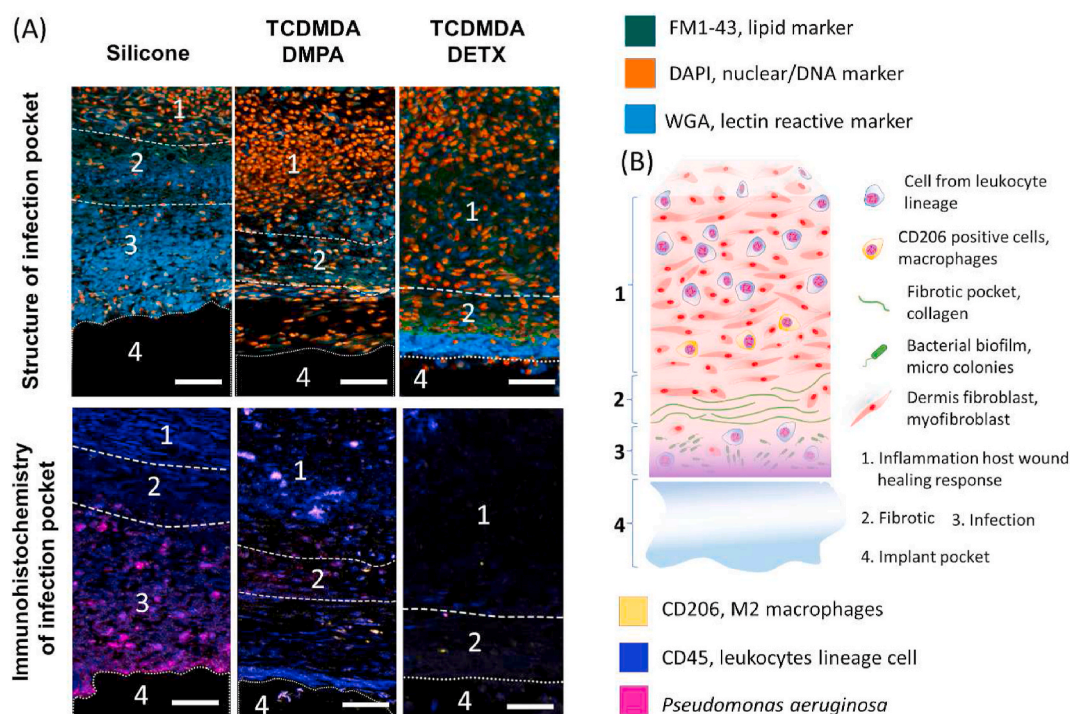 (A)
Silicone
TCDMDA
DMPA
TCDMDA
DETX
Structure of infection pocket
1
2
3
4
1
2
4
1
2
4
Immunohistochemistry
of infection pocket
1
2
3
4
1
2
4
1
2
4
FM1-43, lipid marker
DAPI, nuclear/DNA marker
WGA, lectin reactive marker
(B)
1
2
3
4
Cell from leukocyte
lineage
CD206 positive cells,
macrophages
Fibrotic pocket,
collagen
Bacterial biofilm,
micro colonies
Dermis fibroblast,
myofibroblast
1. Inflammation host wound
healing response
2. Fibrotic 3. Infection
4. Implant pocket
CD206, M2 macrophages
CD45, leukocytes lineage cell
Pseudomonas aeruginosa